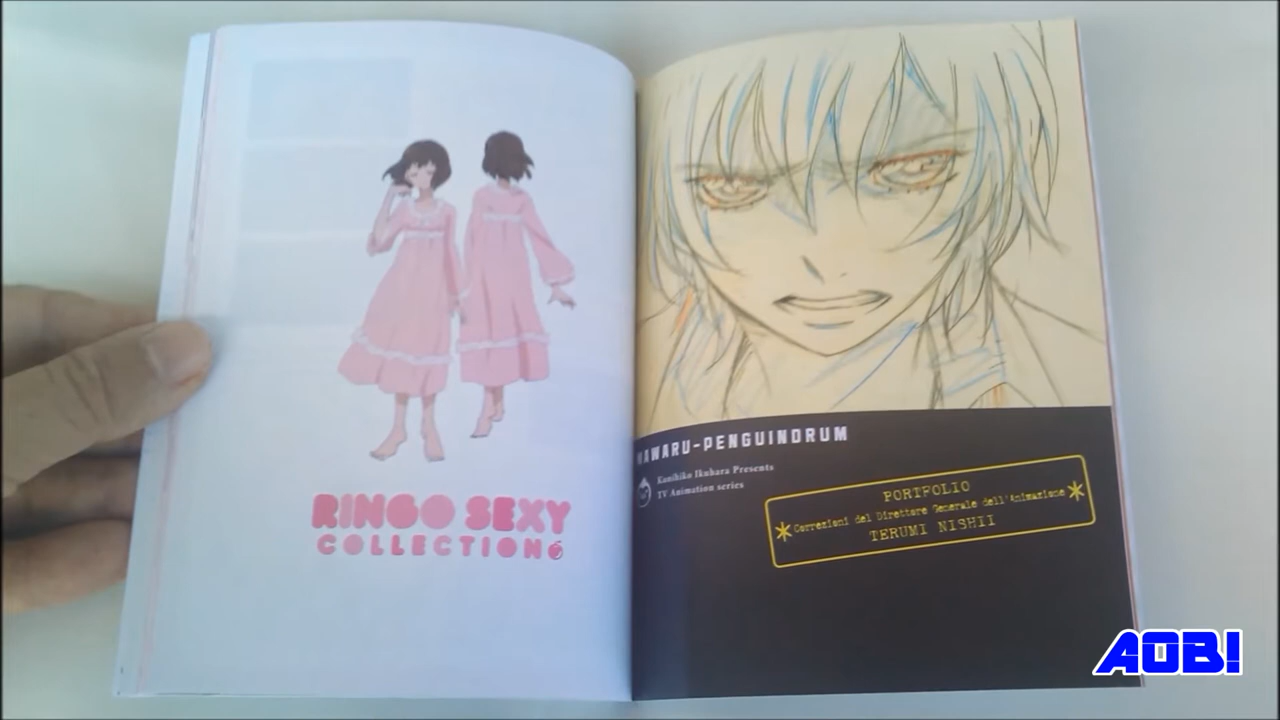 RINGO SEXY
COLLECTION
MAWARU-PENGUINDRUM
Kunihiko Ikuhara Presents
TV Animation series
PORTFOLIO
Correzioni del Direttore Generale dell'Animazione
TERUMI NISHII
AOB!